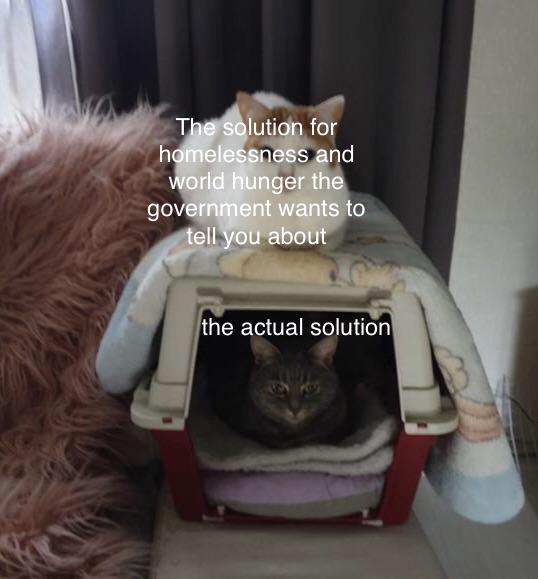 The solution for
homelessness and
world hunger the
government wants to
tell you about
the actual solution